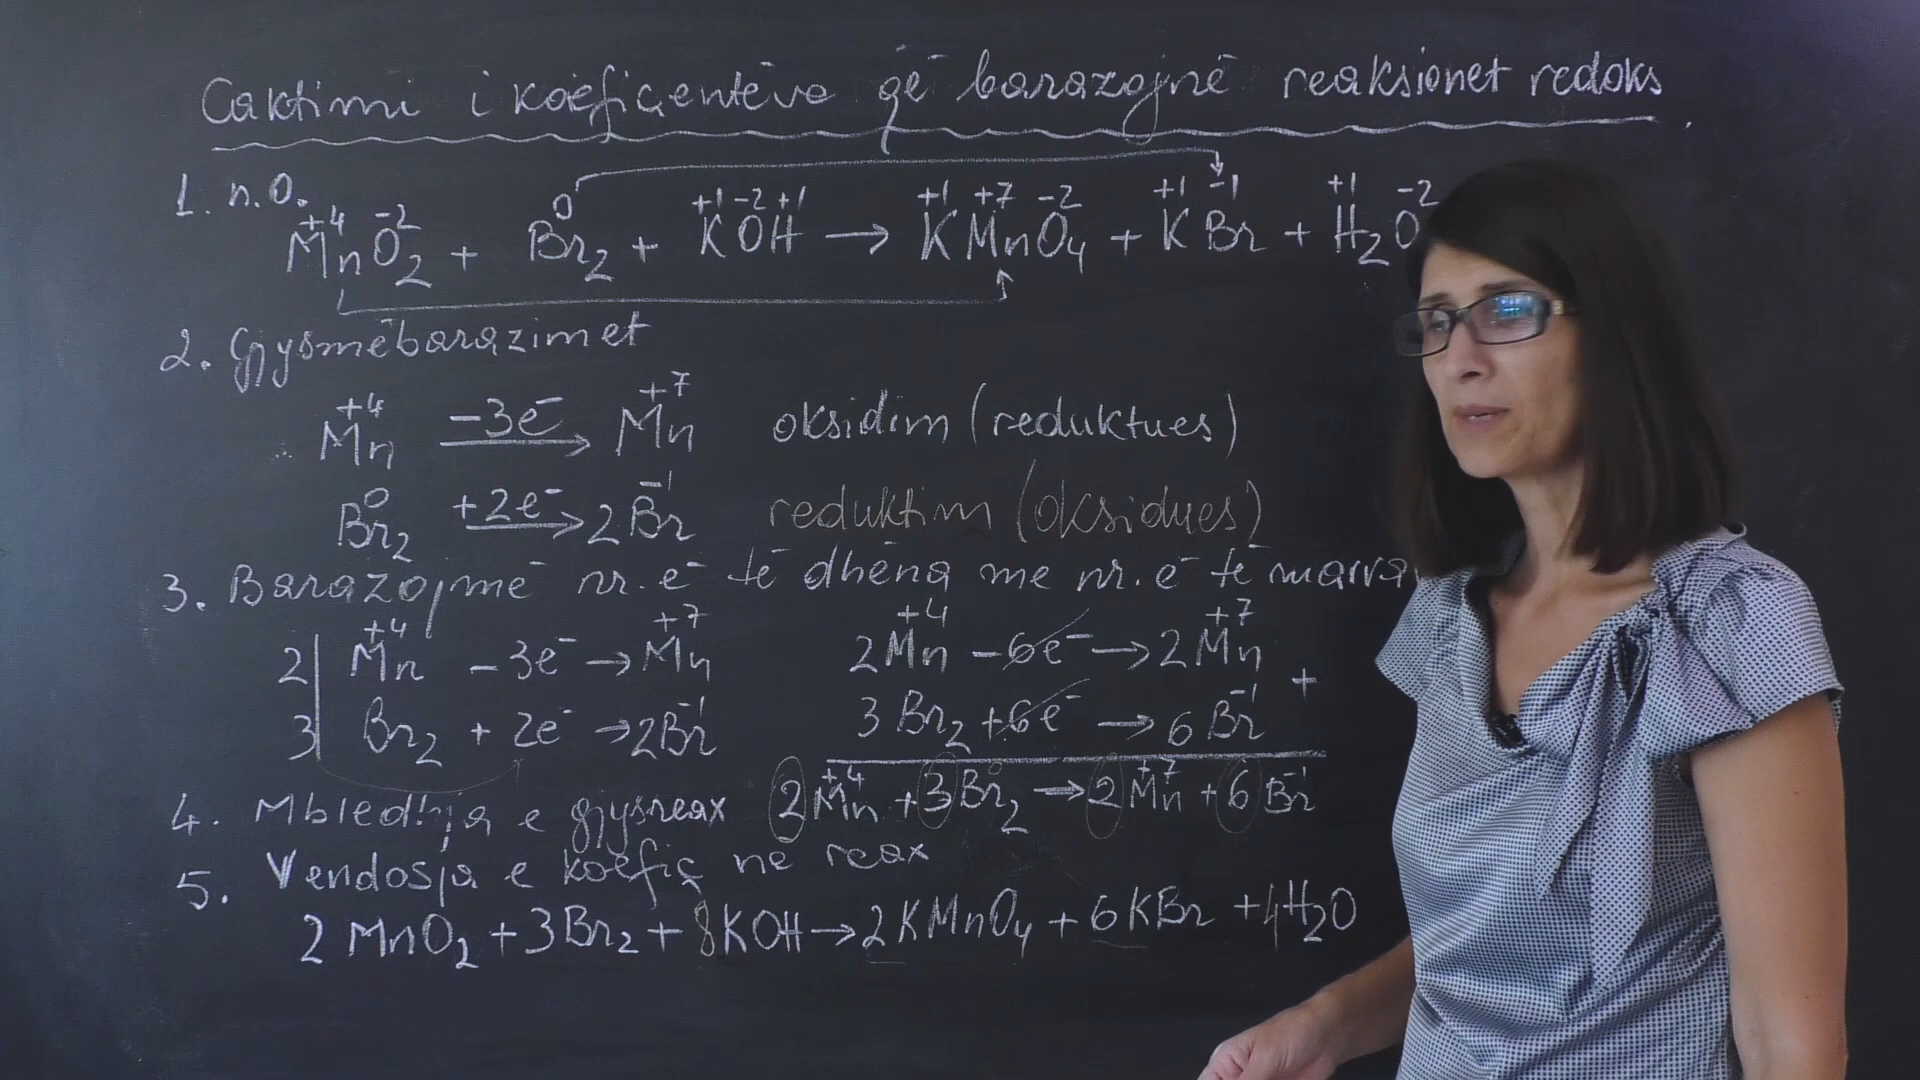 Caktimi i koefiçentëve që barazojnë reaksionet redoks
1. n.O.
+4 -2 0 +1 -2 +1 +1 +7 -2 +1 -1 +1 -2
MnO2 + Br2 + KOH → KMnO4 + KBr + H2O
2. Gjysmëbarazimet
+4 +7
Mn -3e⁻ → Mn oksidim (reduktues)
0 -1
Br2 +2e⁻ → 2Br reduktim (oksidues)
3. Barazojmë nr. e⁻ të dhëna me nr. e⁻ të marra
+4 +7 +4 +7
2| Mn -3e⁻ → Mn 2Mn -6e⁻ → 2Mn
-1 -1 +
3| Br2 + 2e⁻ → 2Br 3Br2 +6e⁻ → 6Br
+4 0 +7 -1
4. Mbledhja e gjysreax 2Mn + 3Br2 → 2Mn + 6Br
5. Vendosja e koefiç në reax
2MnO2 + 3Br2 + 8KOH → 2KMnO4 + 6KBr + 4H2O